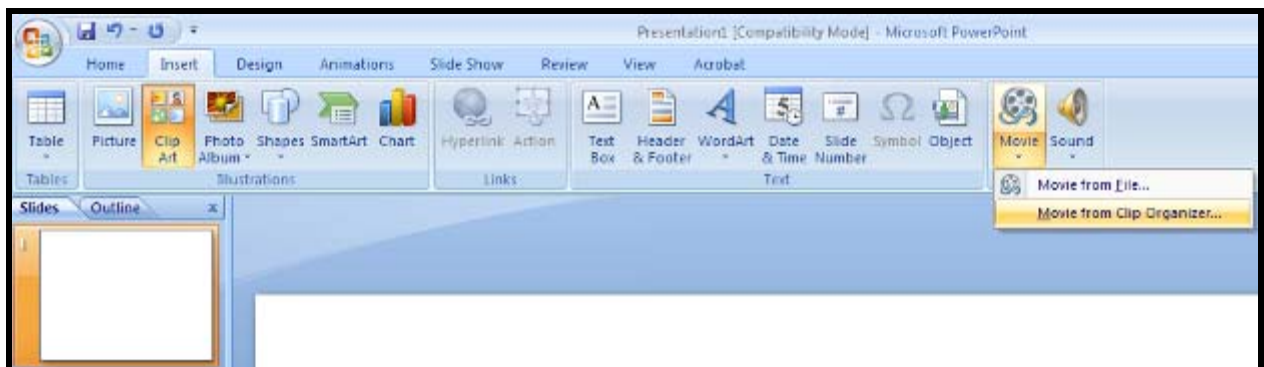 Presentation1 [Compatibility Mode] - Microsoft PowerPoint
Home Insert Design Animations Slide Show Review View Acrobat
Table Picture Clip Art Photo Album Shapes SmartArt Chart Hyperlink Action Text Box Header & Footer WordArt Date & Time Slide Number Symbol Object Movie Sound
Tables Illustrations Links Text
Movie from File...
Movie from Clip Organizer...
Slides Outline x
1